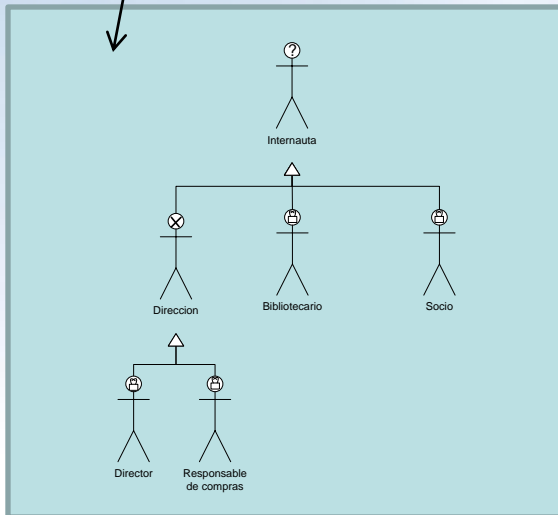 ?
Internauta
Direccion
Bibliotecario
Socio
Director
Responsable
de compras